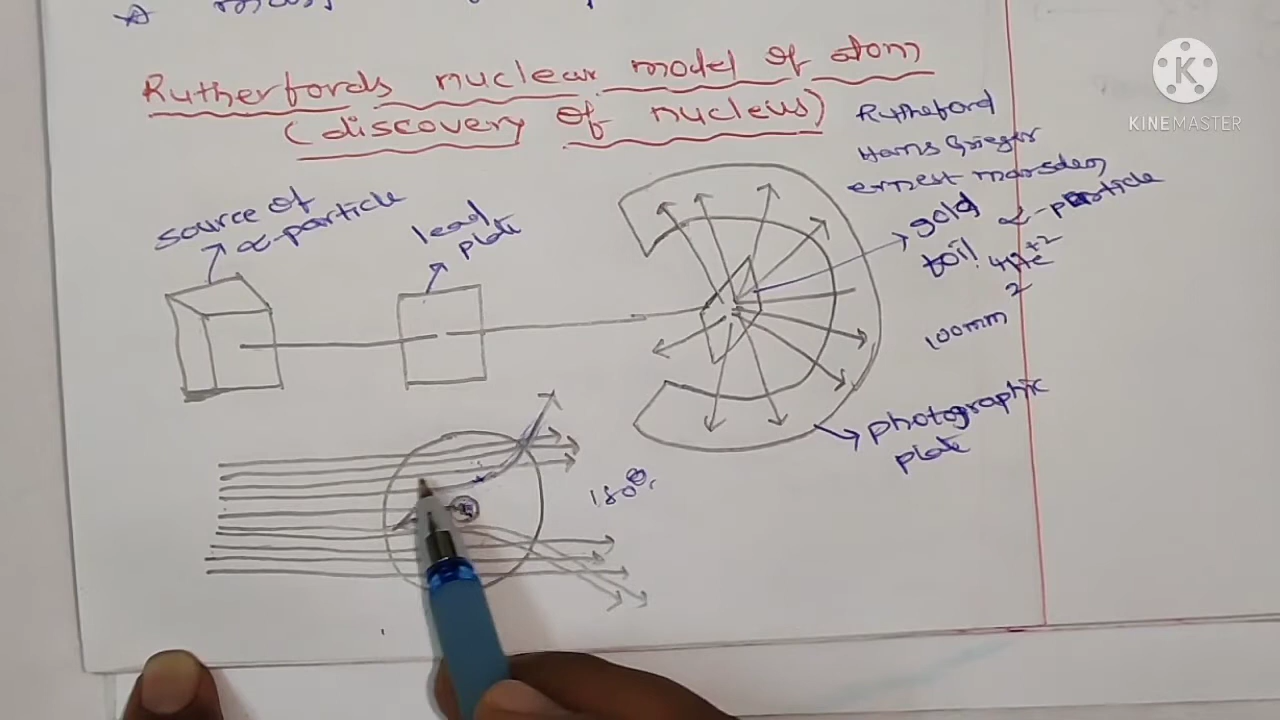 Rutherfords nuclear model of atom
(discovery of nucleus)
Rutheford
Hans Grieger
ernest marsden
source of
α-particle
lead
plate
gold
foil
α-particle
4He+2
2
100mm
photographic
plate
180°
K
KINEMASTER